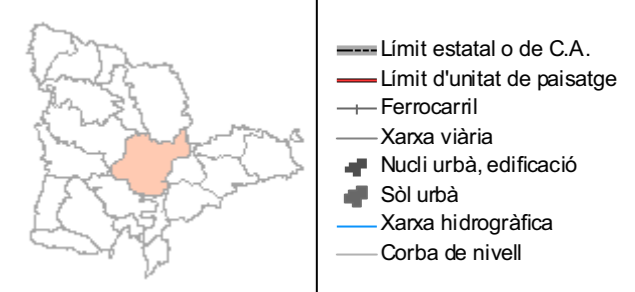 Límit estatal o de C.A.
Límit d'unitat de paisatge
Ferrocarril
Xarxa viària
Nucli urbà, edificació
Sòl urbà
Xarxa hidrogràfica
Corba de nivell